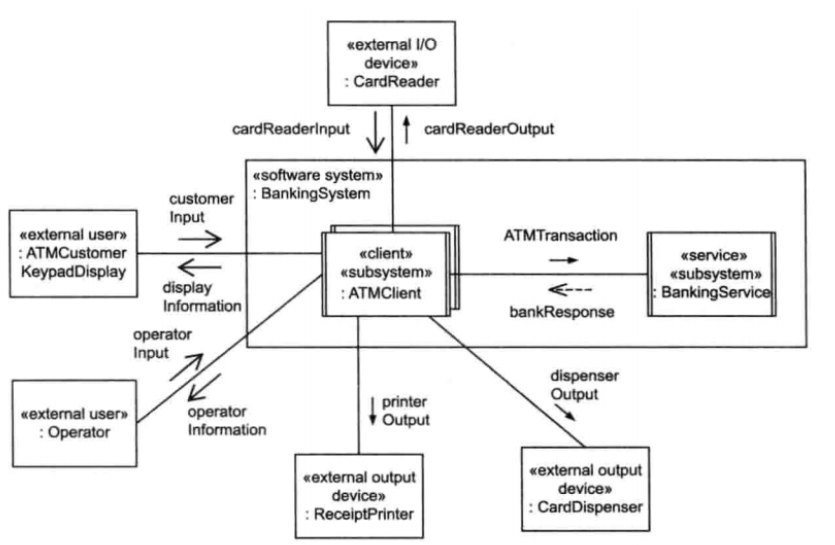 «external I/O
device»
: CardReader
cardReaderInput
cardReaderOutput
«software system»
: BankingSystem
customer
Input
«external user»
: ATMCustomer
KeypadDisplay
display
Information
«client»
«subsystem»
: ATMClient
ATMTransaction
bankResponse
«service»
«subsystem»
: BankingService
operator
Input
operator
Information
«external user»
: Operator
printer
Output
dispenser
Output
«external output
device»
: ReceiptPrinter
«external output
device»
: CardDispenser